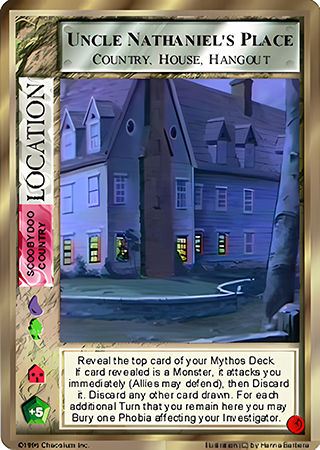 UNCLE NATHANIEL'S PLACE
COUNTRY, HOUSE, HANGOUT
LOCATION
SCOOBY DOO
COUNTRY
+5
Reveal the top card of your Mythos Deck.
If card revealed is a Monster, it attacks you
immediately (Allies may defend), then Discard
it. Discard any other card drawn. For each
additional Turn that you remain here you may
Bury one Phobia affecting your Investigator.
©1996 Chaosium Inc.
Illustration by Hanna Barbera